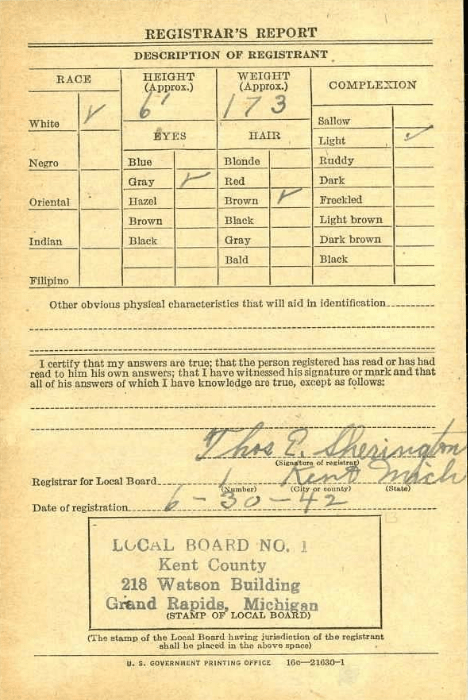 REGISTRAR'S REPORT
DESCRIPTION OF REGISTRANT
RACE
HEIGHT
(Approx.)
WEIGHT
(Approx.)
COMPLEXION
6'
173
White ✓
Sallow
Light ✓
EYES
HAIR
Negro
Blue
Blonde
Ruddy
Gray ✓
Red
Dark
Oriental
Hazel
Brown ✓
Freckled
Brown
Black
Light brown
Indian
Black
Gray
Dark brown
Bald
Black
Filipino
Other obvious physical characteristics that will aid in identification
I certify that my answers are true; that the person registered has read or has had
read to him his own answers; that I have witnessed his signature or mark and that
all of his answers of which I have knowledge are true, except as follows:
Thos E. Sherington
(Signature of registrar)
Registrar for Local Board 1 Kent Mich
(Number) (City or county) (State)
Date of registration 6-30-42
LOCAL BOARD NO. 1
Kent County
218 Watson Building
Grand Rapids, Michigan
(STAMP OF LOCAL BOARD)
(The stamp of the Local Board having jurisdiction of the registrant
shall be placed in the above space)
U. S. GOVERNMENT PRINTING OFFICE 16c—21630-1